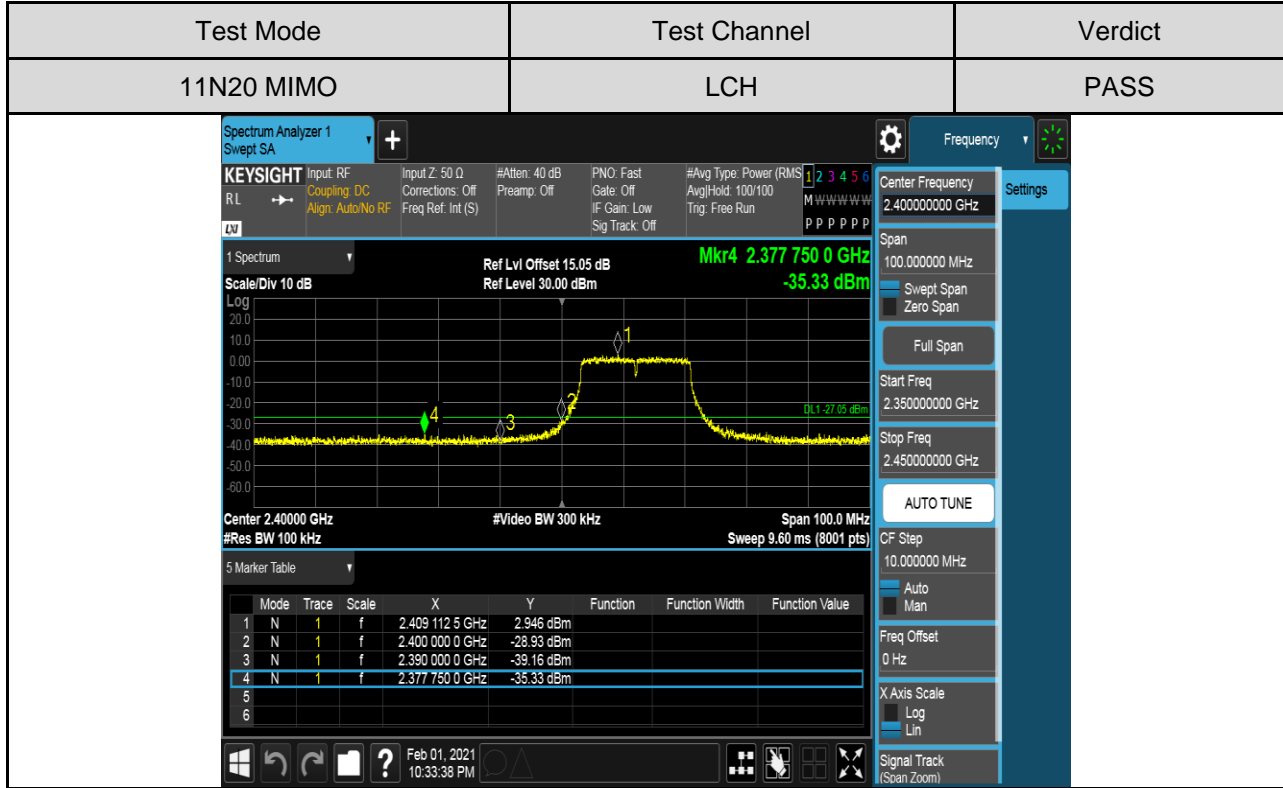 Test Mode Test Channel Verdict
11N20 MIMO LCH PASS
Spectrum Analyzer 1
Swept SA
+
Frequency
KEYSIGHT Input: RF Input Z: 50 Ω #Atten: 40 dB PNO: Fast #Avg Type: Power (RMS 1 2 3 4 5 6
RL Coupling: DC Corrections: Off Preamp: Off Gate: Off Avg|Hold: 100/100 M W W W W W
Align: Auto/No RF Freq Ref: Int (S) IF Gain: Low Trig: Free Run
LXI Sig Track: Off P P P P P P
1 Spectrum
Ref Lvl Offset 15.05 dB
Mkr4 2.377 750 0 GHz
Scale/Div 10 dB
Ref Level 30.00 dBm
-35.33 dBm
Log
20.0
10.0
0.00
-10.0
-20.0
-30.0
-40.0
-50.0
-60.0
1
2
3
4
DL1 -27.05 dBm
Center 2.40000 GHz #Video BW 300 kHz Span 100.0 MHz
#Res BW 100 kHz Sweep 9.60 ms (8001 pts)
5 Marker Table
Mode Trace Scale X Y Function Function Width Function Value
1 N 1 f 2.409 112 5 GHz 2.946 dBm
2 N 1 f 2.400 000 0 GHz -28.93 dBm
3 N 1 f 2.390 000 0 GHz -39.16 dBm
4 N 1 f 2.377 750 0 GHz -35.33 dBm
5
6
?
Feb 01, 2021
10:33:38 PM
Center Frequency
2.400000000 GHz
Settings
Span
100.000000 MHz
Swept Span
Zero Span
Full Span
Start Freq
2.350000000 GHz
Stop Freq
2.450000000 GHz
AUTO TUNE
CF Step
10.000000 MHz
Auto
Man
Freq Offset
0 Hz
X Axis Scale
Log
Lin
Signal Track
(Span Zoom)